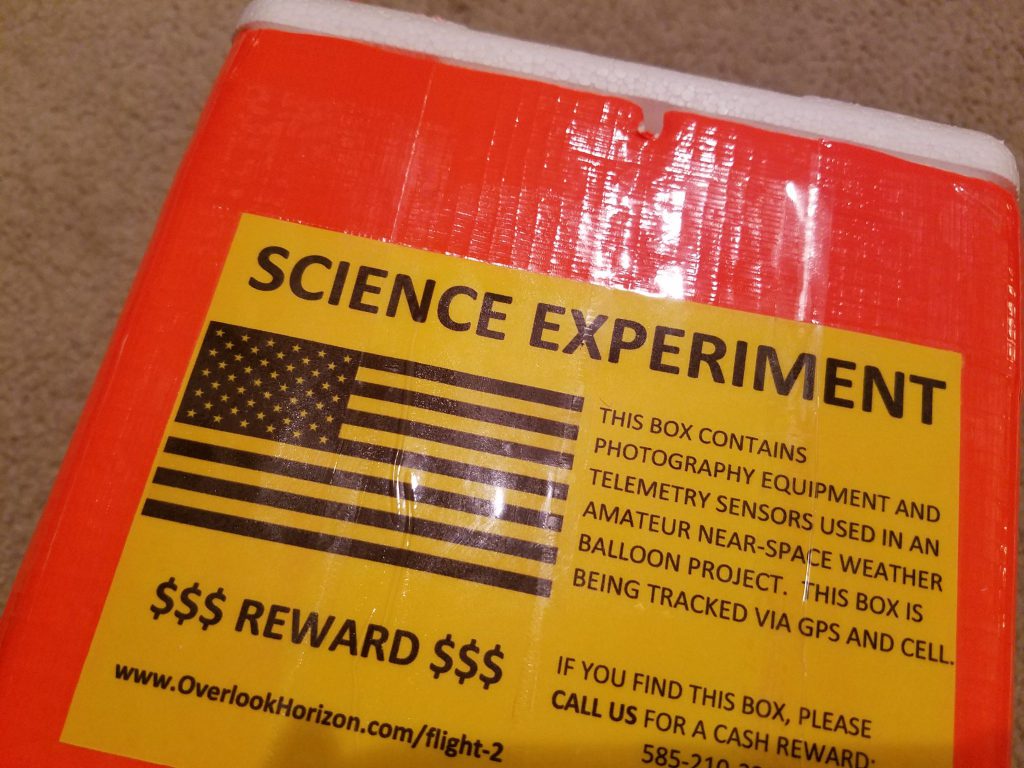 SCIENCE EXPERIMENT
THIS BOX CONTAINS
PHOTOGRAPHY EQUIPMENT AND
TELEMETRY SENSORS USED IN AN
AMATEUR NEAR-SPACE WEATHER
BALLOON PROJECT. THIS BOX IS
BEING TRACKED VIA GPS AND CELL.
$$$ REWARD $$$
www.OverlookHorizon.com/flight-2
IF YOU FIND THIS BOX, PLEASE
CALL US FOR A CASH REWARD:
585-210-